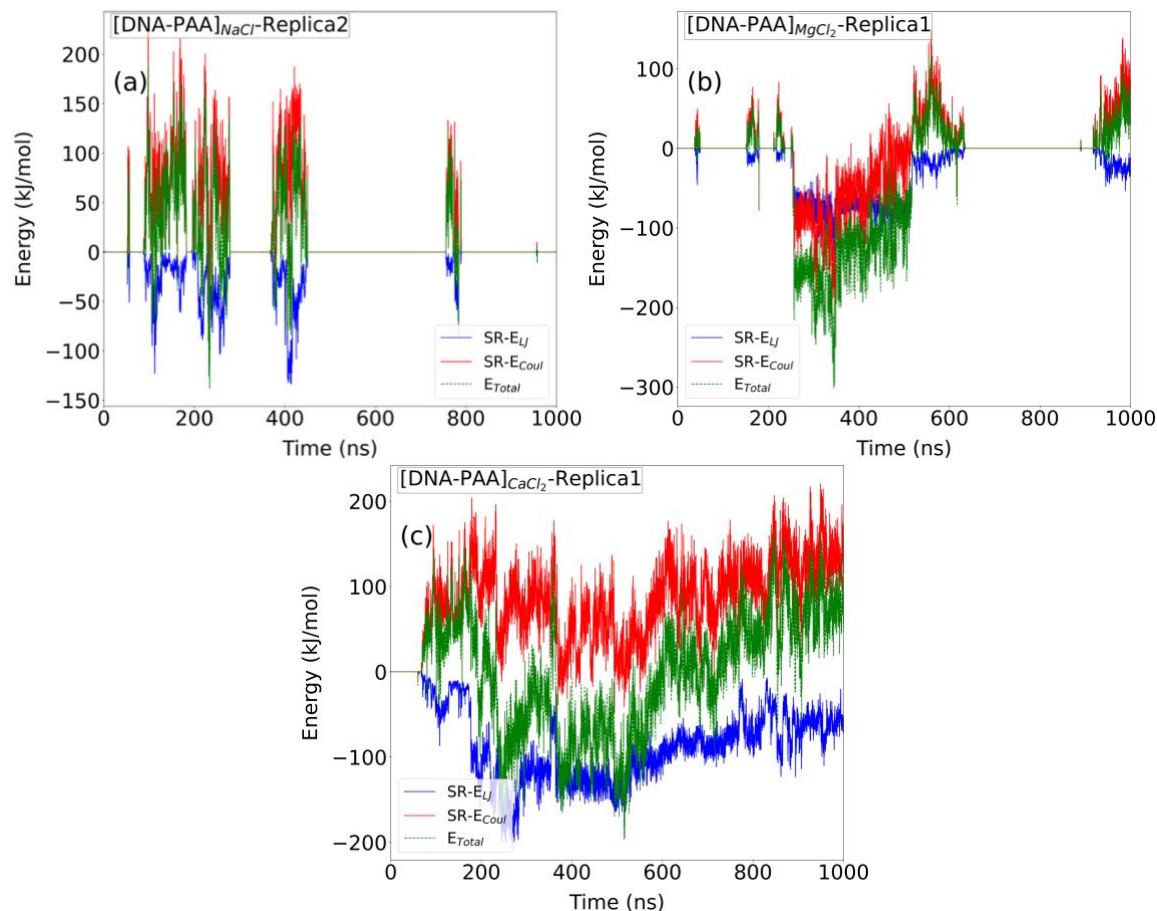 [DNA-PAA]NaCl-Replica2
(a)
Energy (kJ/mol)
200
150
100
50
0
−50
−100
−150
SR-ELJ
SR-ECoul
ETotal
0 200 400 600 800 1000
Time (ns)
[DNA-PAA]MgCl2-Replica1
(b)
Energy (kJ/mol)
100
0
−100
−200
−300
SR-ELJ
SR-ECoul
ETotal
0 200 400 600 800 1000
Time (ns)
[DNA-PAA]CaCl2-Replica1
(c)
Energy (kJ/mol)
200
100
0
−100
−200
SR-ELJ
SR-ECoul
ETotal
0 200 400 600 800 1000
Time (ns)